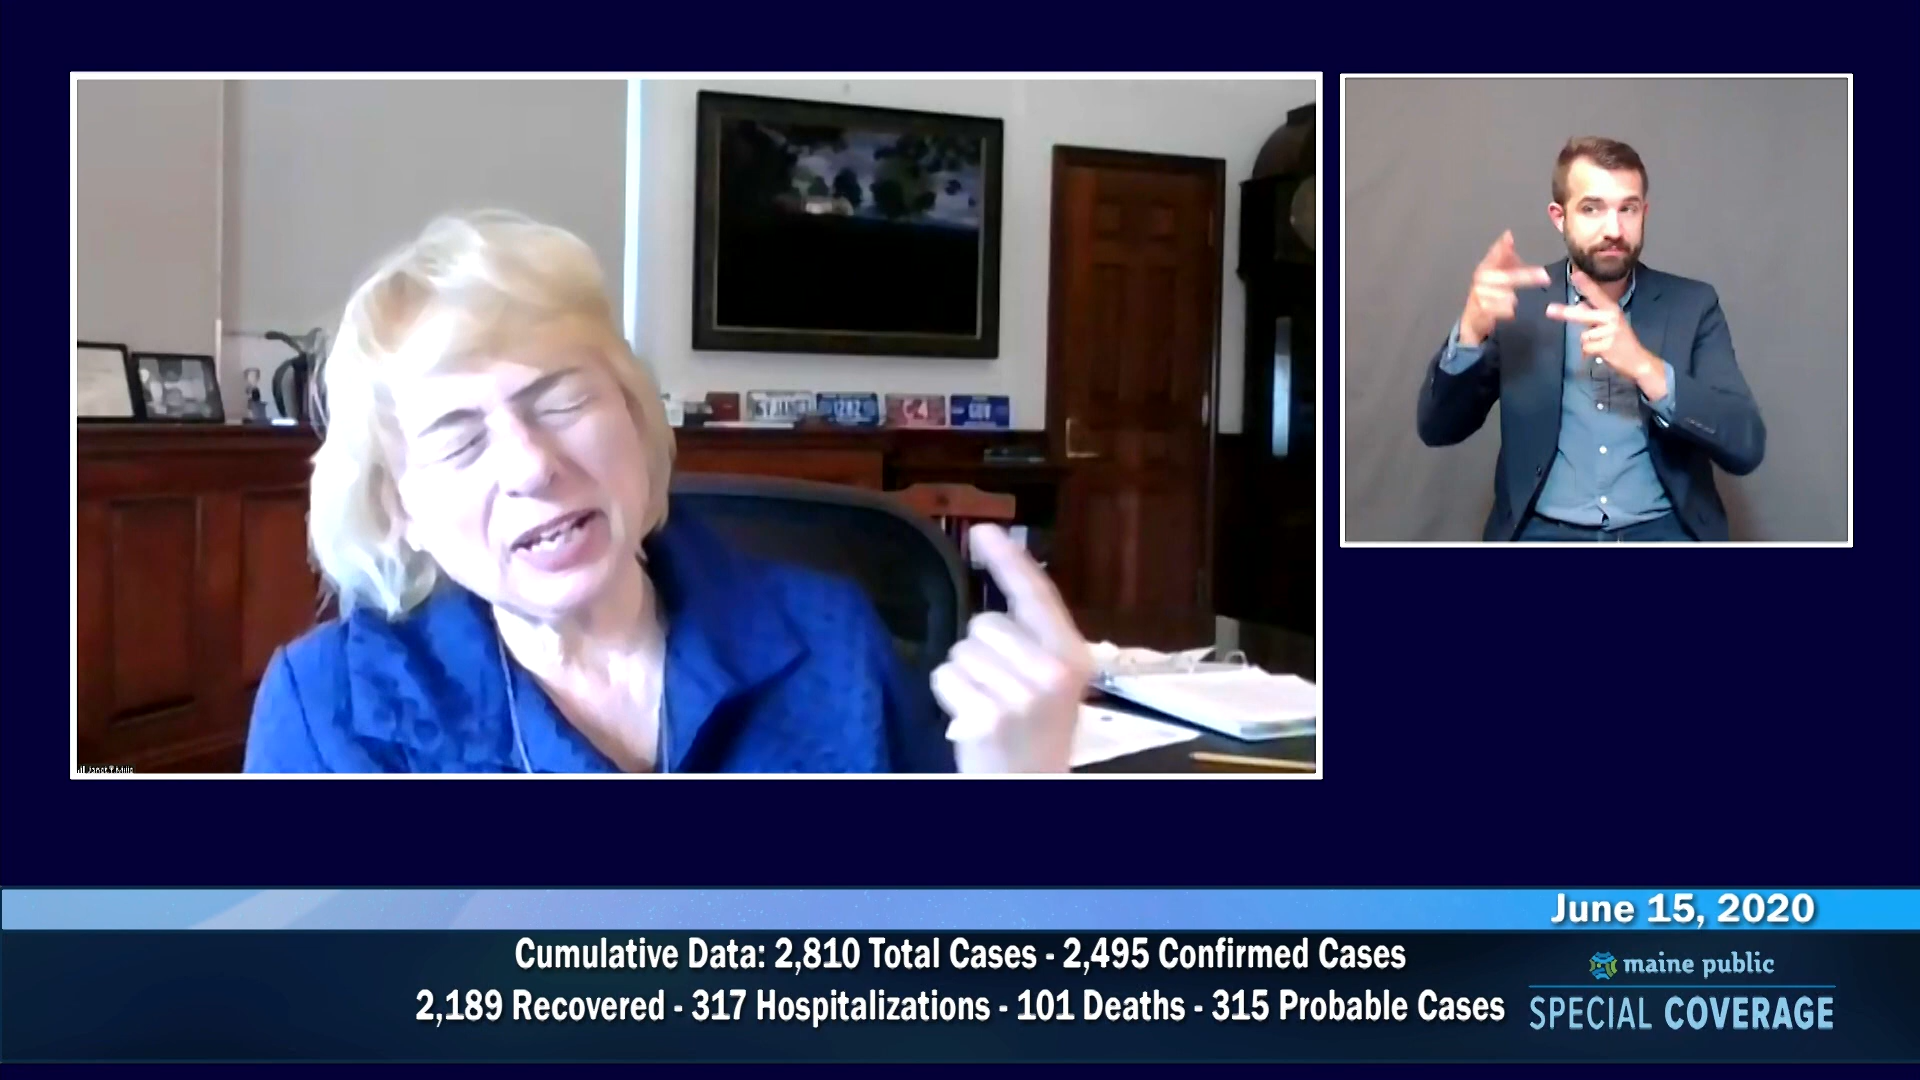 GOV
June 15, 2020
Cumulative Data: 2,810 Total Cases - 2,495 Confirmed Cases
2,189 Recovered - 317 Hospitalizations - 101 Deaths - 315 Probable Cases
maine public
SPECIAL COVERAGE